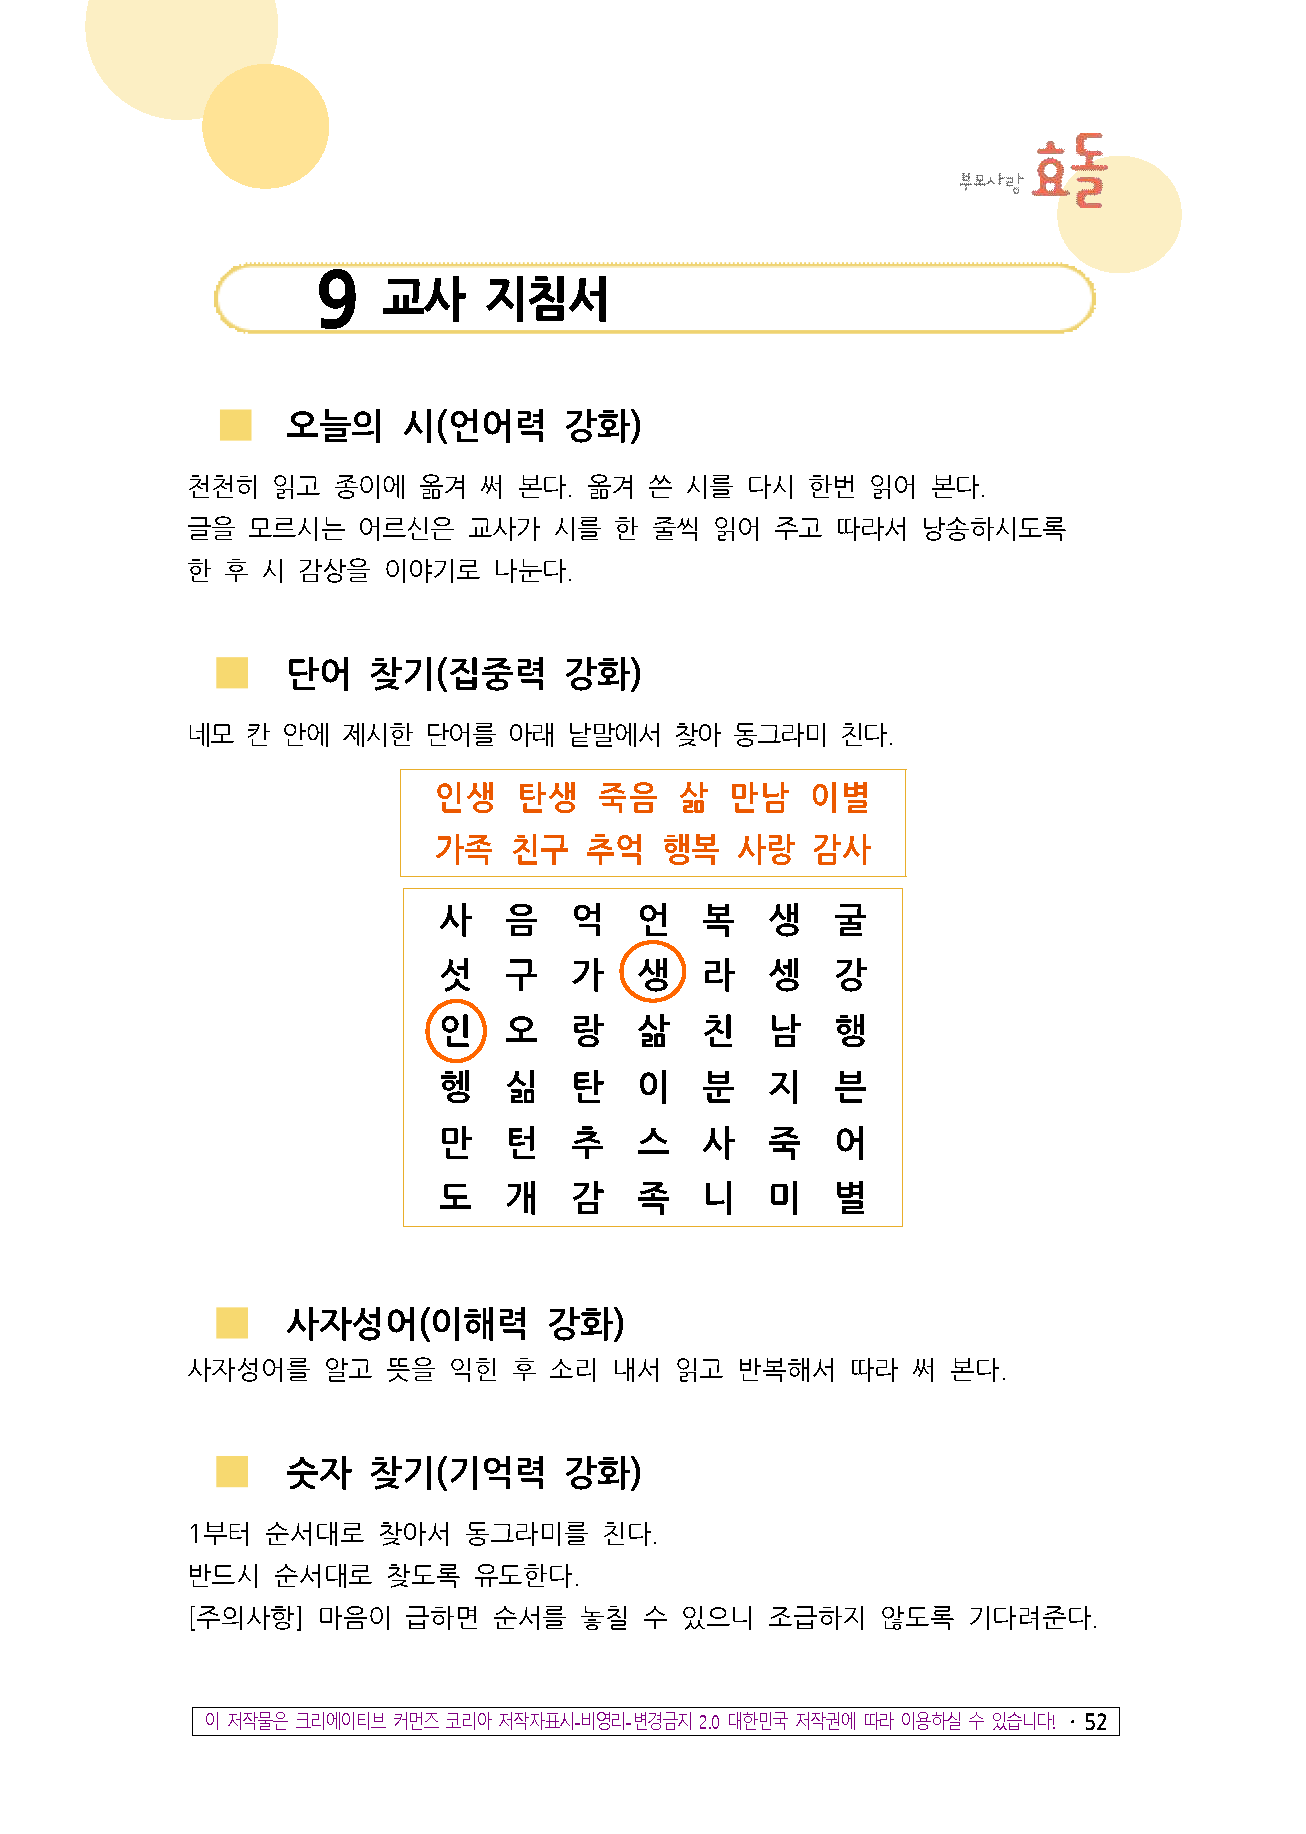 부모사랑 효돌
9 교사 지침서
오늘의 시(언어력 강화)
천천히 읽고 종이에 옮겨 써 본다. 옮겨 쓴 시를 다시 한번 읽어 본다.
글을 모르시는 어르신은 교사가 시를 한 줄씩 읽어 주고 따라서 낭송하시도록
한 후 시 감상을 이야기로 나눈다.
단어 찾기(집중력 강화)
네모 칸 안에 제시한 단어를 아래 낱말에서 찾아 동그라미 친다.
인생 탄생 죽음 삶 만남 이별
가족 친구 추억 행복 사랑 감사
사 음 억 언 복 생 굴
섯 구 가 생 라 셍 강
인 오 랑 삶 친 남 행
헹 싦 탄 이 분 지 븐
만 턴 추 스 사 죽 어
도 개 감 족 니 미 별
사자성어(이해력 강화)
사자성어를 알고 뜻을 익힌 후 소리 내서 읽고 반복해서 따라 써 본다.
숫자 찾기(기억력 강화)
1부터 순서대로 찾아서 동그라미를 친다.
반드시 순서대로 찾도록 유도한다.
[주의사항] 마음이 급하면 순서를 놓칠 수 있으니 조급하지 않도록 기다려준다.
이 저작물은 크리에이티브 커먼즈 코리아 저작자표시-비영리-변경금지 2.0 대한민국 저작권에 따라 이용하실 수 있습니다! · 52